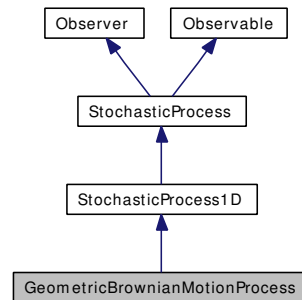 Observer
Observable
StochasticProcess
StochasticProcess1D
GeometricBrownianMotionProcess